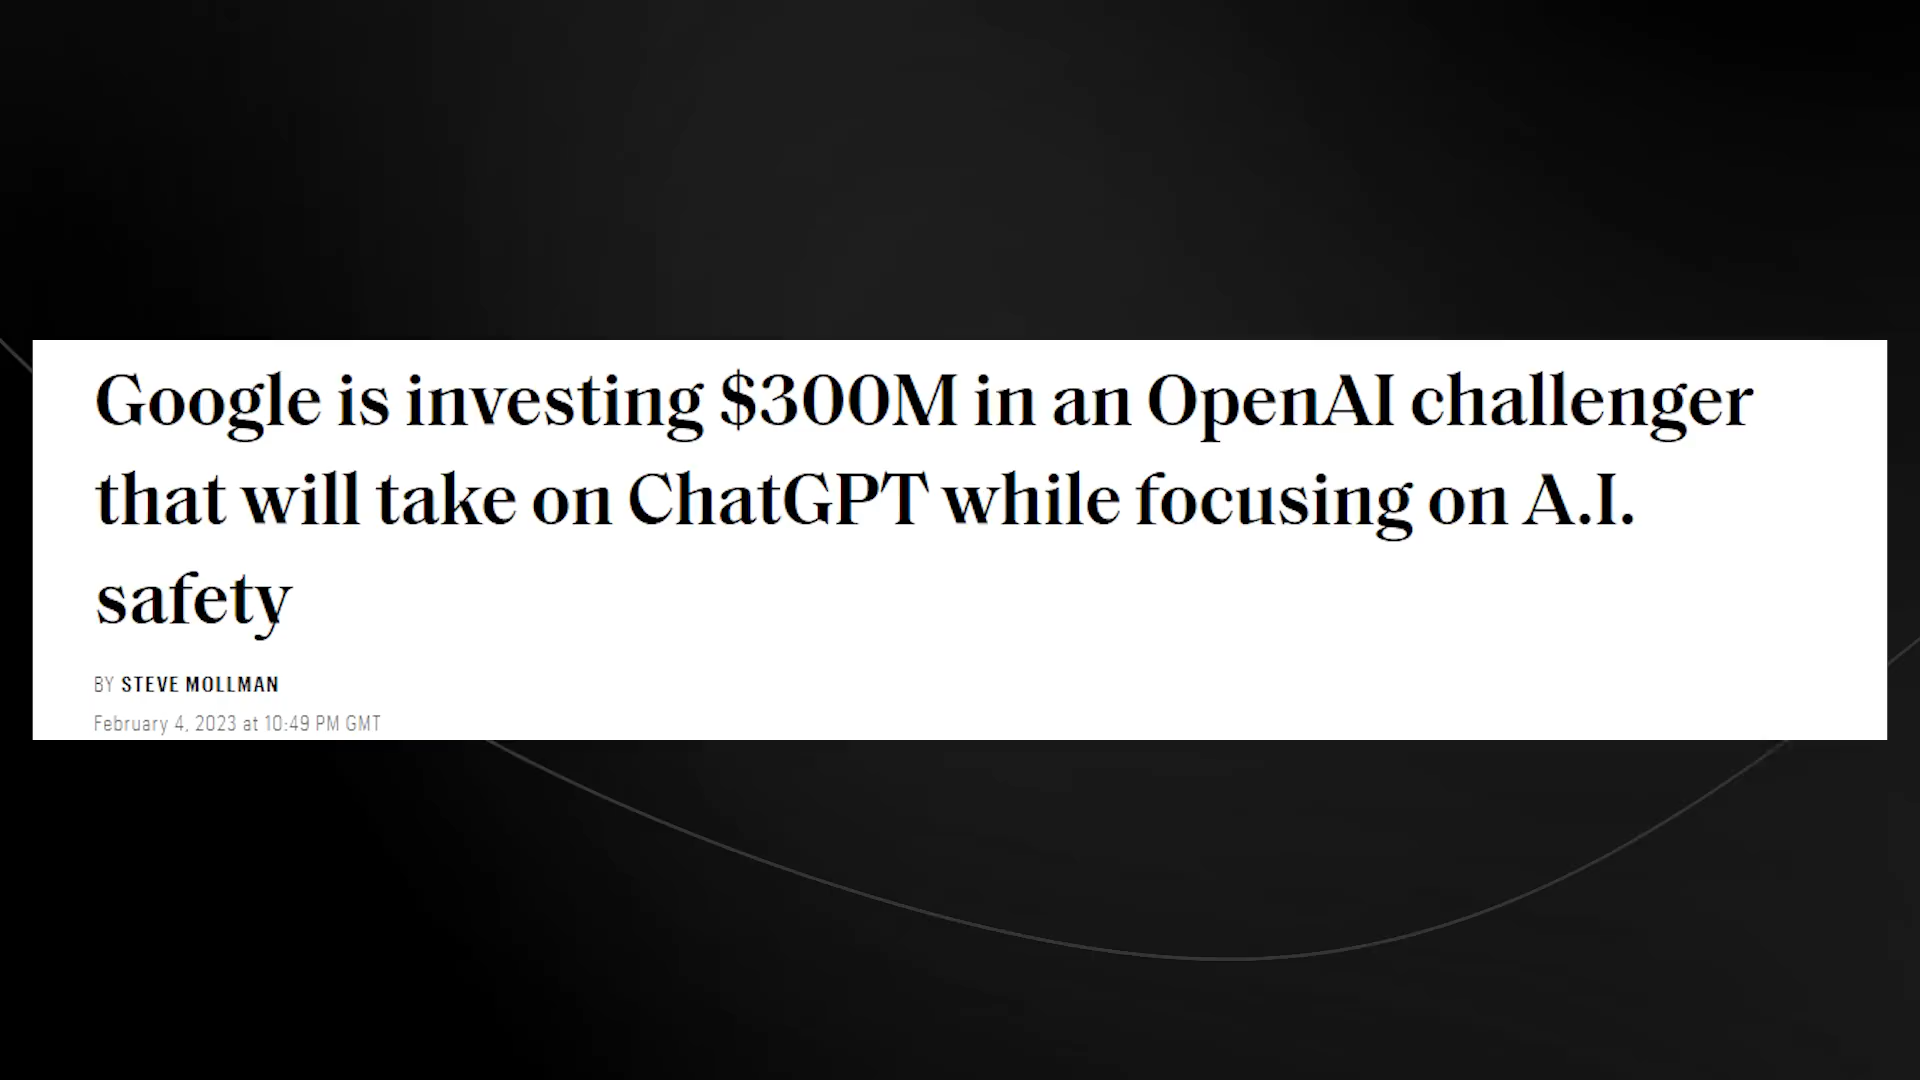 Google is investing $300M in an OpenAI challenger
that will take on ChatGPT while focusing on A.I.
safety
BY STEVE MOLLMAN
February 4, 2023 at 10:49 PM GMT